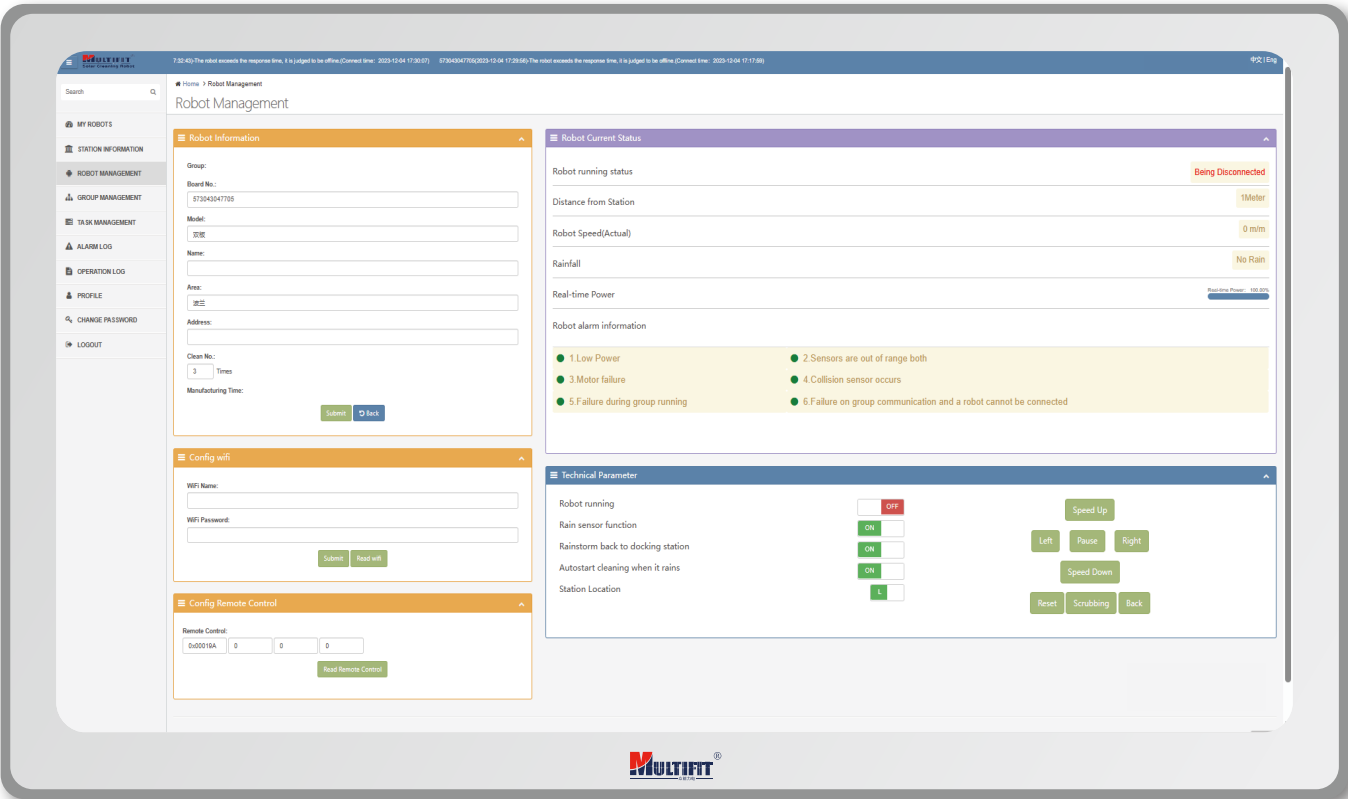 MULTIFIT
Solar Cleaning Robot
7:32:43)-The robot exceeds the response time, it is judged to be offline.(Connect time: 2023-12-04 17:30:07) 573043047705(2023-12-04 17:29:58)-The robot exceeds the response time, it is judged to be offline.(Connect time: 2023-12-04 17:17:59)
中文 | Eng
Search
Home > Robot Management
Robot Management
MY ROBOTS
STATION INFORMATION
ROBOT MANAGEMENT
GROUP MANAGEMENT
TASK MANAGEMENT
ALARM LOG
OPERATION LOG
PROFILE
CHANGE PASSWORD
LOGOUT
Robot Information
Group:
Board No.:
573043047705
Model:
双板
Name:
Area:
波兰
Address:
Clean No.:
3 Times
Manufacturing Time:
Submit Back
Config wifi
WiFi Name:
WiFi Password:
Submit Read wifi
Config Remote Control
Remote Control:
0x00019A 0 0 0
Read Remote Control
Robot Current Status
Robot running status Being Disconnected
Distance from Station 1Meter
Robot Speed(Actual) 0 m/m
Rainfall No Rain
Real-time Power Real-time Power: 100.00%
Robot alarm information
1.Low Power 2.Sensors are out of range both
3.Motor failure 4.Collision sensor occurs
5.Failure during group running 6.Failure on group communication and a robot cannot be connected
Technical Parameter
Robot running OFF
Rain sensor function ON
Rainstorm back to docking station ON
Autostart cleaning when it rains ON
Station Location L
Speed Up
Left Pause Right
Speed Down
Reset Scrubbing Back
MULTIFIT®